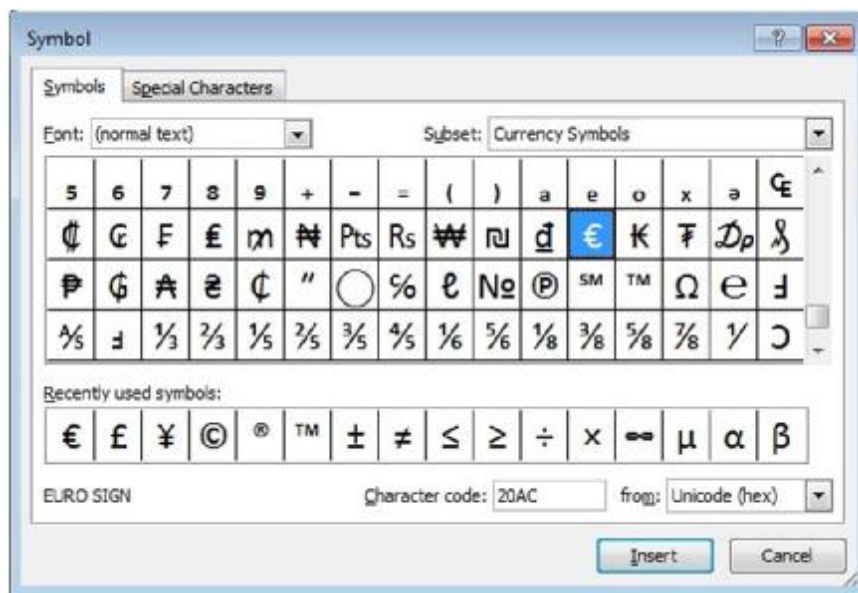 Symbol
Symbols Special Characters
Font: (normal text) Subset: Currency Symbols
5 6 7 8 9 + - = ( ) a e o x ə ₠
₡ ₢ ₣ ₤ ₥ ₦ Pts Rs ₩ ₪ ₫ € ₭ ₮ ₯ ₰
₱ ₲ ₳ ₴ ₵ ″ ⃝ ℅ ℓ № ℗ ℠ ™ Ω ℮ Ⅎ
⅍ ⅎ ⅓ ⅔ ⅕ ⅖ ⅗ ⅘ ⅙ ⅚ ⅛ ⅜ ⅝ ⅞ ⅟ Ↄ
Recently used symbols:
€ £ ¥ © ® ™ ± ≠ ≤ ≥ ÷ × ∞ µ α β
EURO SIGN Character code: 20AC from: Unicode (hex)
Insert Cancel